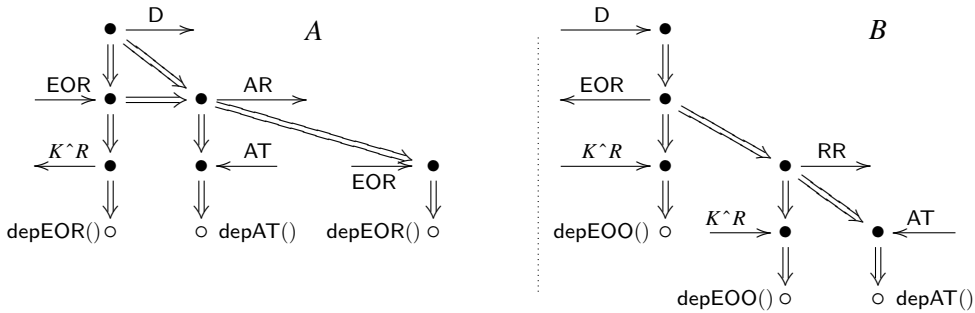 D A D B
EOR AR EOR
K^R AT EOR K^R RR
depEOR() depAT() depEOR() depEOO() K^R AT
depEOO() depAT()